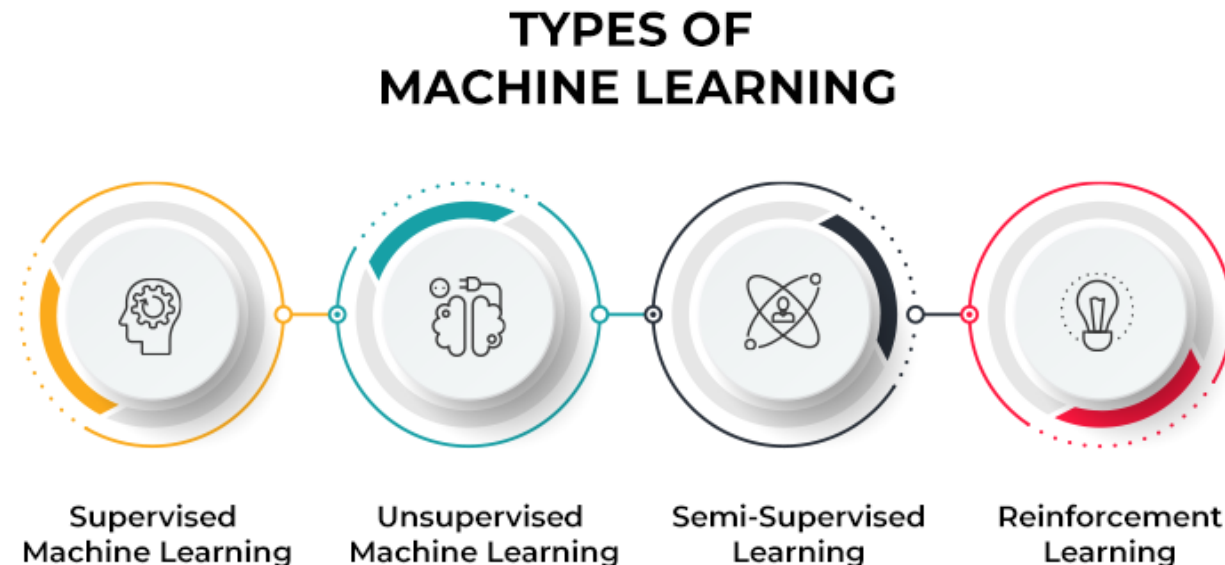 TYPES OF
MACHINE LEARNING
Supervised
Machine Learning
Unsupervised
Machine Learning
Semi-Supervised
Learning
Reinforcement
Learning